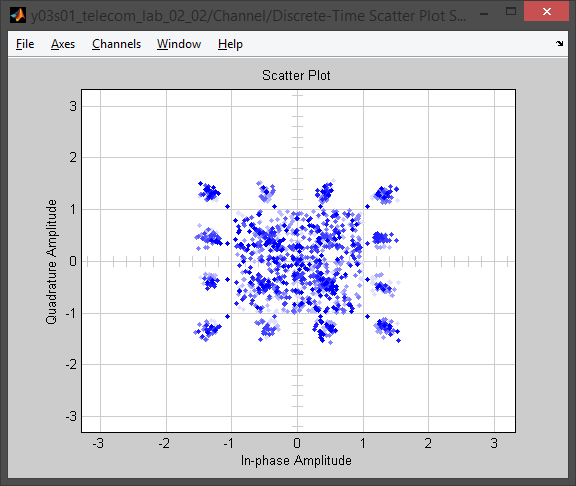 y03s01_telecom_lab_02_02/Channel/Discrete-Time Scatter Plot S...
File Axes Channels Window Help
Scatter Plot
Quadrature Amplitude
3
2
1
0
-1
-2
-3
-3 -2 -1 0 1 2 3
In-phase Amplitude